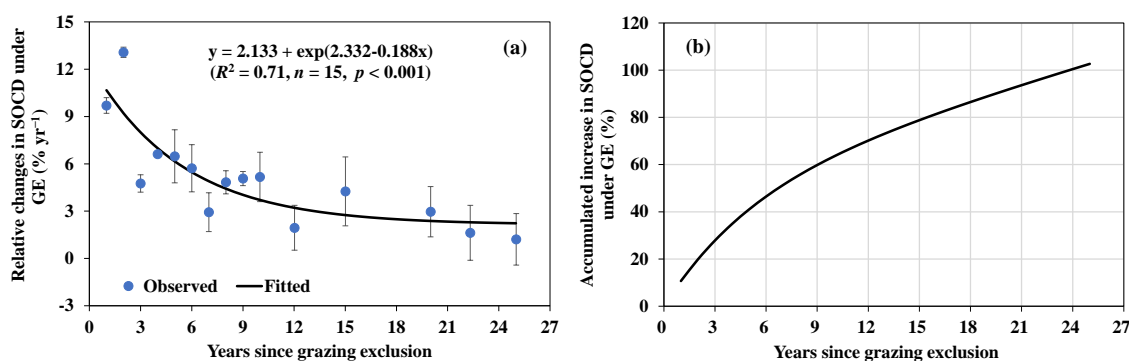 Relative changes in SOCD under
GE (% yr⁻¹)
15
12
9
6
3
0
-3
(a)
y = 2.133 + exp(2.332-0.188x)
(R² = 0.71, n = 15, p < 0.001)
Observed
Fitted
0 3 6 9 12 15 18 21 24 27
Years since grazing exclusion
Accumulated increase in SOCD
under GE (%)
120
100
80
60
40
20
0
(b)
0 3 6 9 12 15 18 21 24 27
Years since grazing exclusion